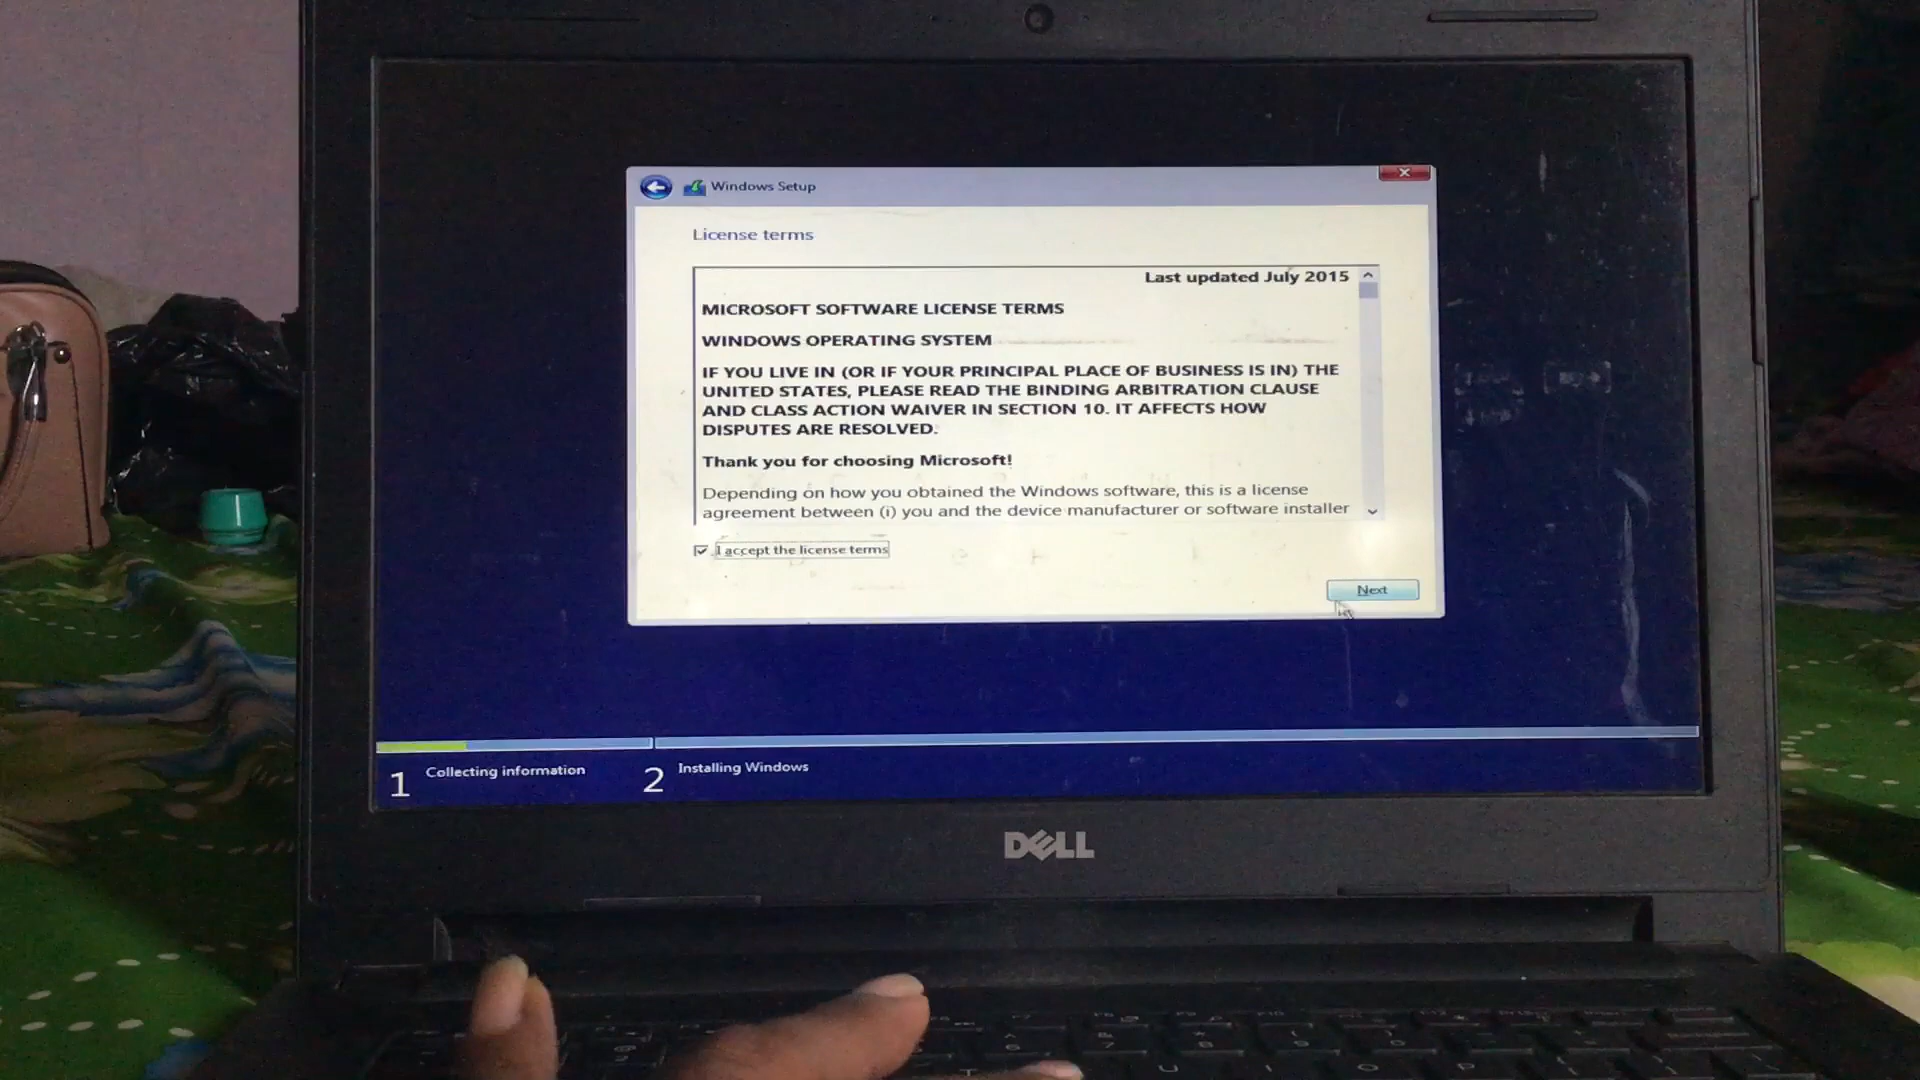 Windows Setup
License terms
Last updated July 2015
MICROSOFT SOFTWARE LICENSE TERMS
WINDOWS OPERATING SYSTEM
IF YOU LIVE IN (OR IF YOUR PRINCIPAL PLACE OF BUSINESS IS IN) THE
UNITED STATES, PLEASE READ THE BINDING ARBITRATION CLAUSE
AND CLASS ACTION WAIVER IN SECTION 10. IT AFFECTS HOW
DISPUTES ARE RESOLVED.
Thank you for choosing Microsoft!
Depending on how you obtained the Windows software, this is a license
agreement between (i) you and the device manufacturer or software installer
I accept the license terms
Next
1 Collecting information
2 Installing Windows
DELL